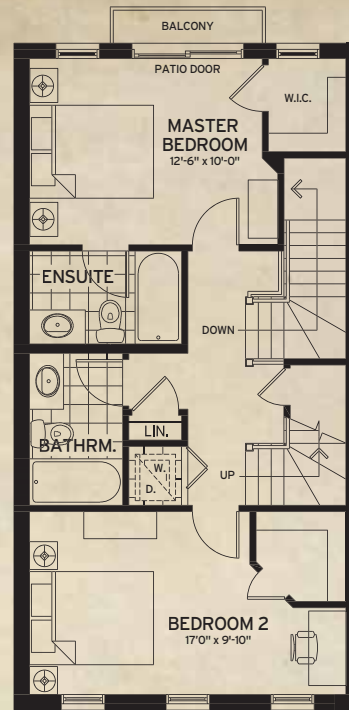 BALCONY
PATIO DOOR
W.I.C.
MASTER
BEDROOM
12'-6" x 10'-0"
ENSUITE
DOWN
BATHRM.
LIN.
W.
D.
UP
BEDROOM 2
17'0" x 9'-10"